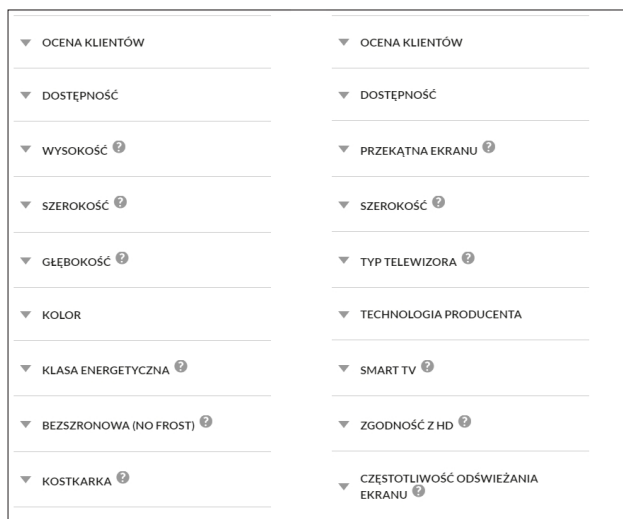 OCENA KLIENTÓW
DOSTĘPNOŚĆ
WYSOKOŚĆ ?
SZEROKOŚĆ ?
GŁĘBOKOŚĆ ?
KOLOR
KLASA ENERGETYCZNA ?
BEZSZRONOWA (NO FROST) ?
KOSTKARKA ?
OCENA KLIENTÓW
DOSTĘPNOŚĆ
PRZEKĄTNA EKRANU ?
SZEROKOŚĆ ?
TYP TELEWIZORA ?
TECHNOLOGIA PRODUCENTA
SMART TV ?
ZGODNOŚĆ Z HD ?
CZĘSTOTLIWOŚĆ ODŚWIEŻANIA
EKRANU ?